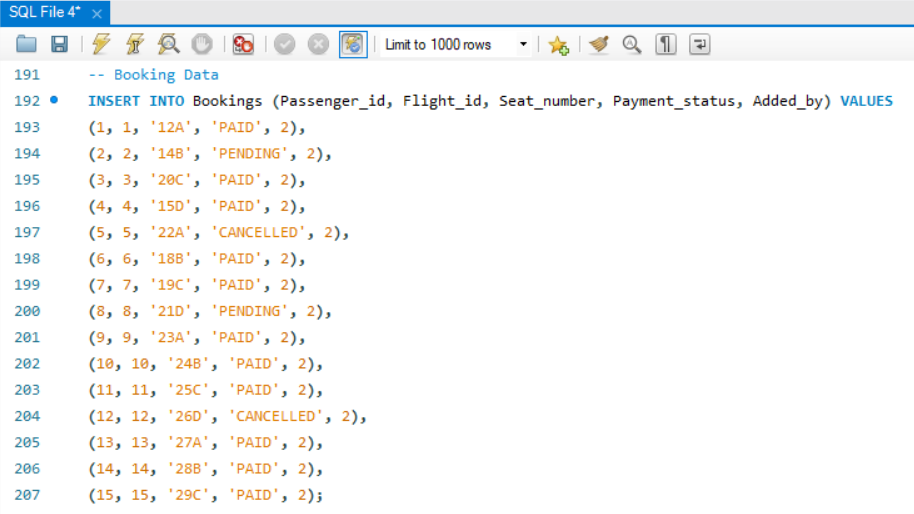 SQL File 4*
Limit to 1000 rows
191 -- Booking Data
192 INSERT INTO Bookings (Passenger_id, Flight_id, Seat_number, Payment_status, Added_by) VALUES
193 (1, 1, '12A', 'PAID', 2),
194 (2, 2, '14B', 'PENDING', 2),
195 (3, 3, '20C', 'PAID', 2),
196 (4, 4, '15D', 'PAID', 2),
197 (5, 5, '22A', 'CANCELLED', 2),
198 (6, 6, '18B', 'PAID', 2),
199 (7, 7, '19C', 'PAID', 2),
200 (8, 8, '21D', 'PENDING', 2),
201 (9, 9, '23A', 'PAID', 2),
202 (10, 10, '24B', 'PAID', 2),
203 (11, 11, '25C', 'PAID', 2),
204 (12, 12, '26D', 'CANCELLED', 2),
205 (13, 13, '27A', 'PAID', 2),
206 (14, 14, '28B', 'PAID', 2),
207 (15, 15, '29C', 'PAID', 2);